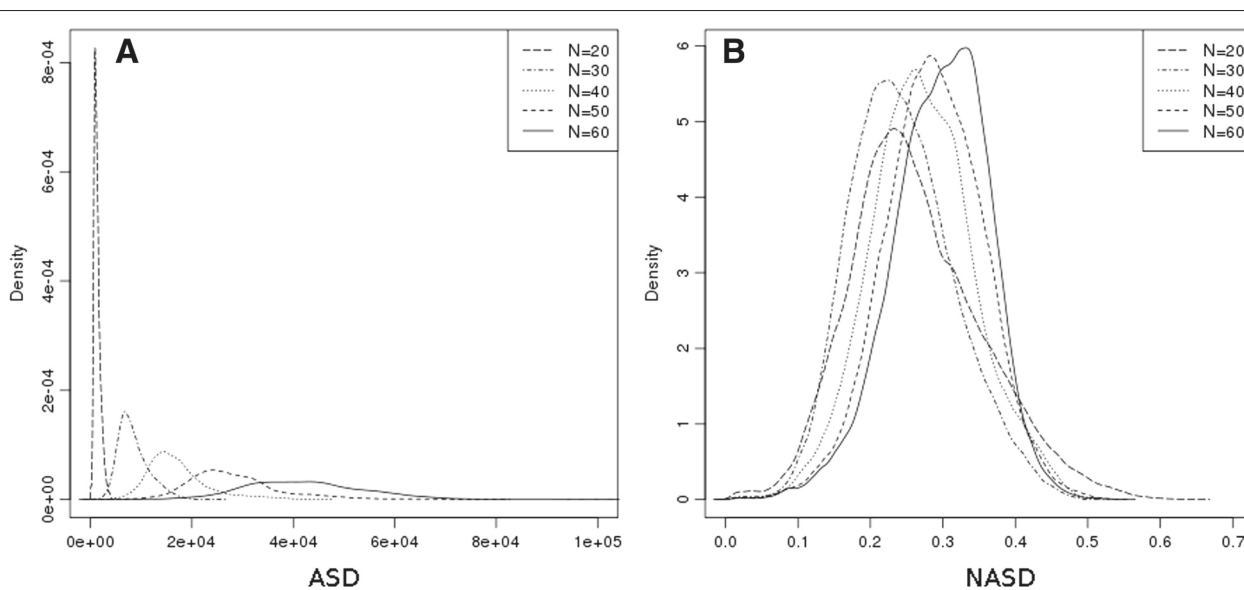 A
N=20
N=30
N=40
N=50
N=60
Density
8e-04
6e-04
4e-04
2e-04
0e+00
0e+00 2e+04 4e+04 6e+04 8e+04 1e+05
ASD
B
N=20
N=30
N=40
N=50
N=60
Density
6
5
4
3
2
1
0
0.0 0.1 0.2 0.3 0.4 0.5 0.6 0.7
NASD